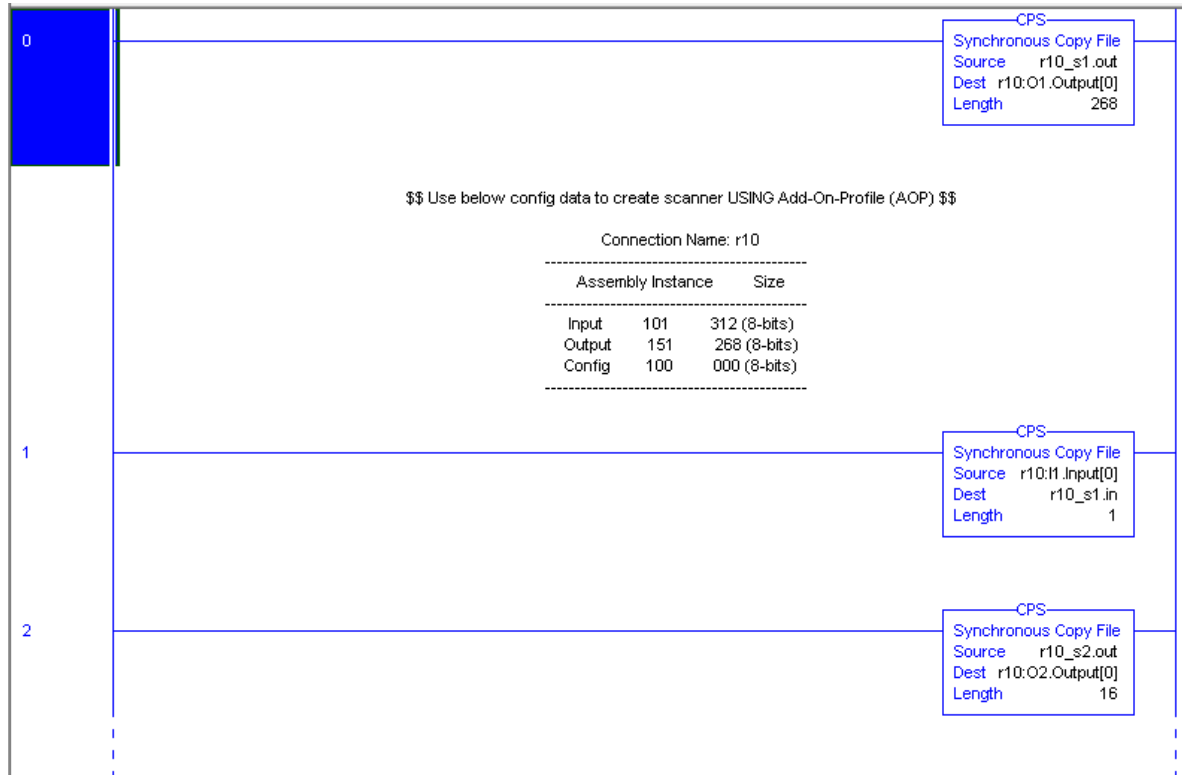 0
CPS
Synchronous Copy File
Source r10_s1.out
Dest r10:O1.Output[0]
Length 268
$$ Use below config data to create scanner USING Add-On-Profile (AOP) $$
Connection Name: r10
--------------------------------------------
Assembly Instance Size
--------------------------------------------
Input 101 312 (8-bits)
Output 151 268 (8-bits)
Config 100 000 (8-bits)
--------------------------------------------
1
CPS
Synchronous Copy File
Source r10:I1.Input[0]
Dest r10_s1.in
Length 1
2
CPS
Synchronous Copy File
Source r10_s2.out
Dest r10:O2.Output[0]
Length 16